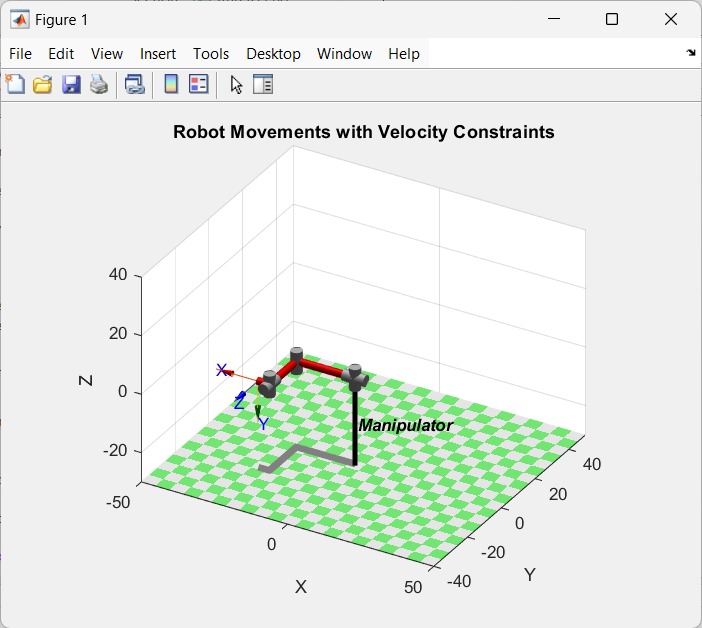 Figure 1
File Edit View Insert Tools Desktop Window Help
Robot Movements with Velocity Constraints
40
20
0
-20
Z
X
Z
Y
Manipulator
-50
0
50
X
-40
-20
0
20
40
Y